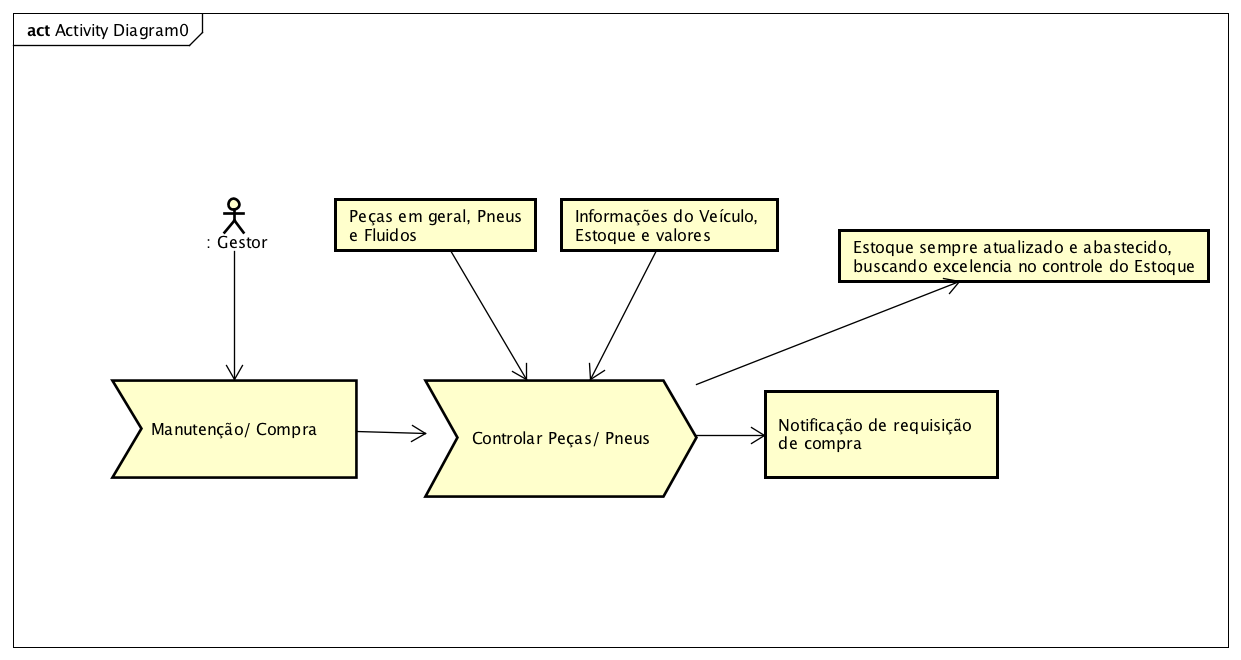 act Activity Diagram0
: Gestor
Peças em geral, Pneus
e Fluidos
Informações do Veículo,
Estoque e valores
Estoque sempre atualizado e abastecido,
buscando excelencia no controle do Estoque
Manutenção/ Compra
Controlar Peças/ Pneus
Notificação de requisição
de compra